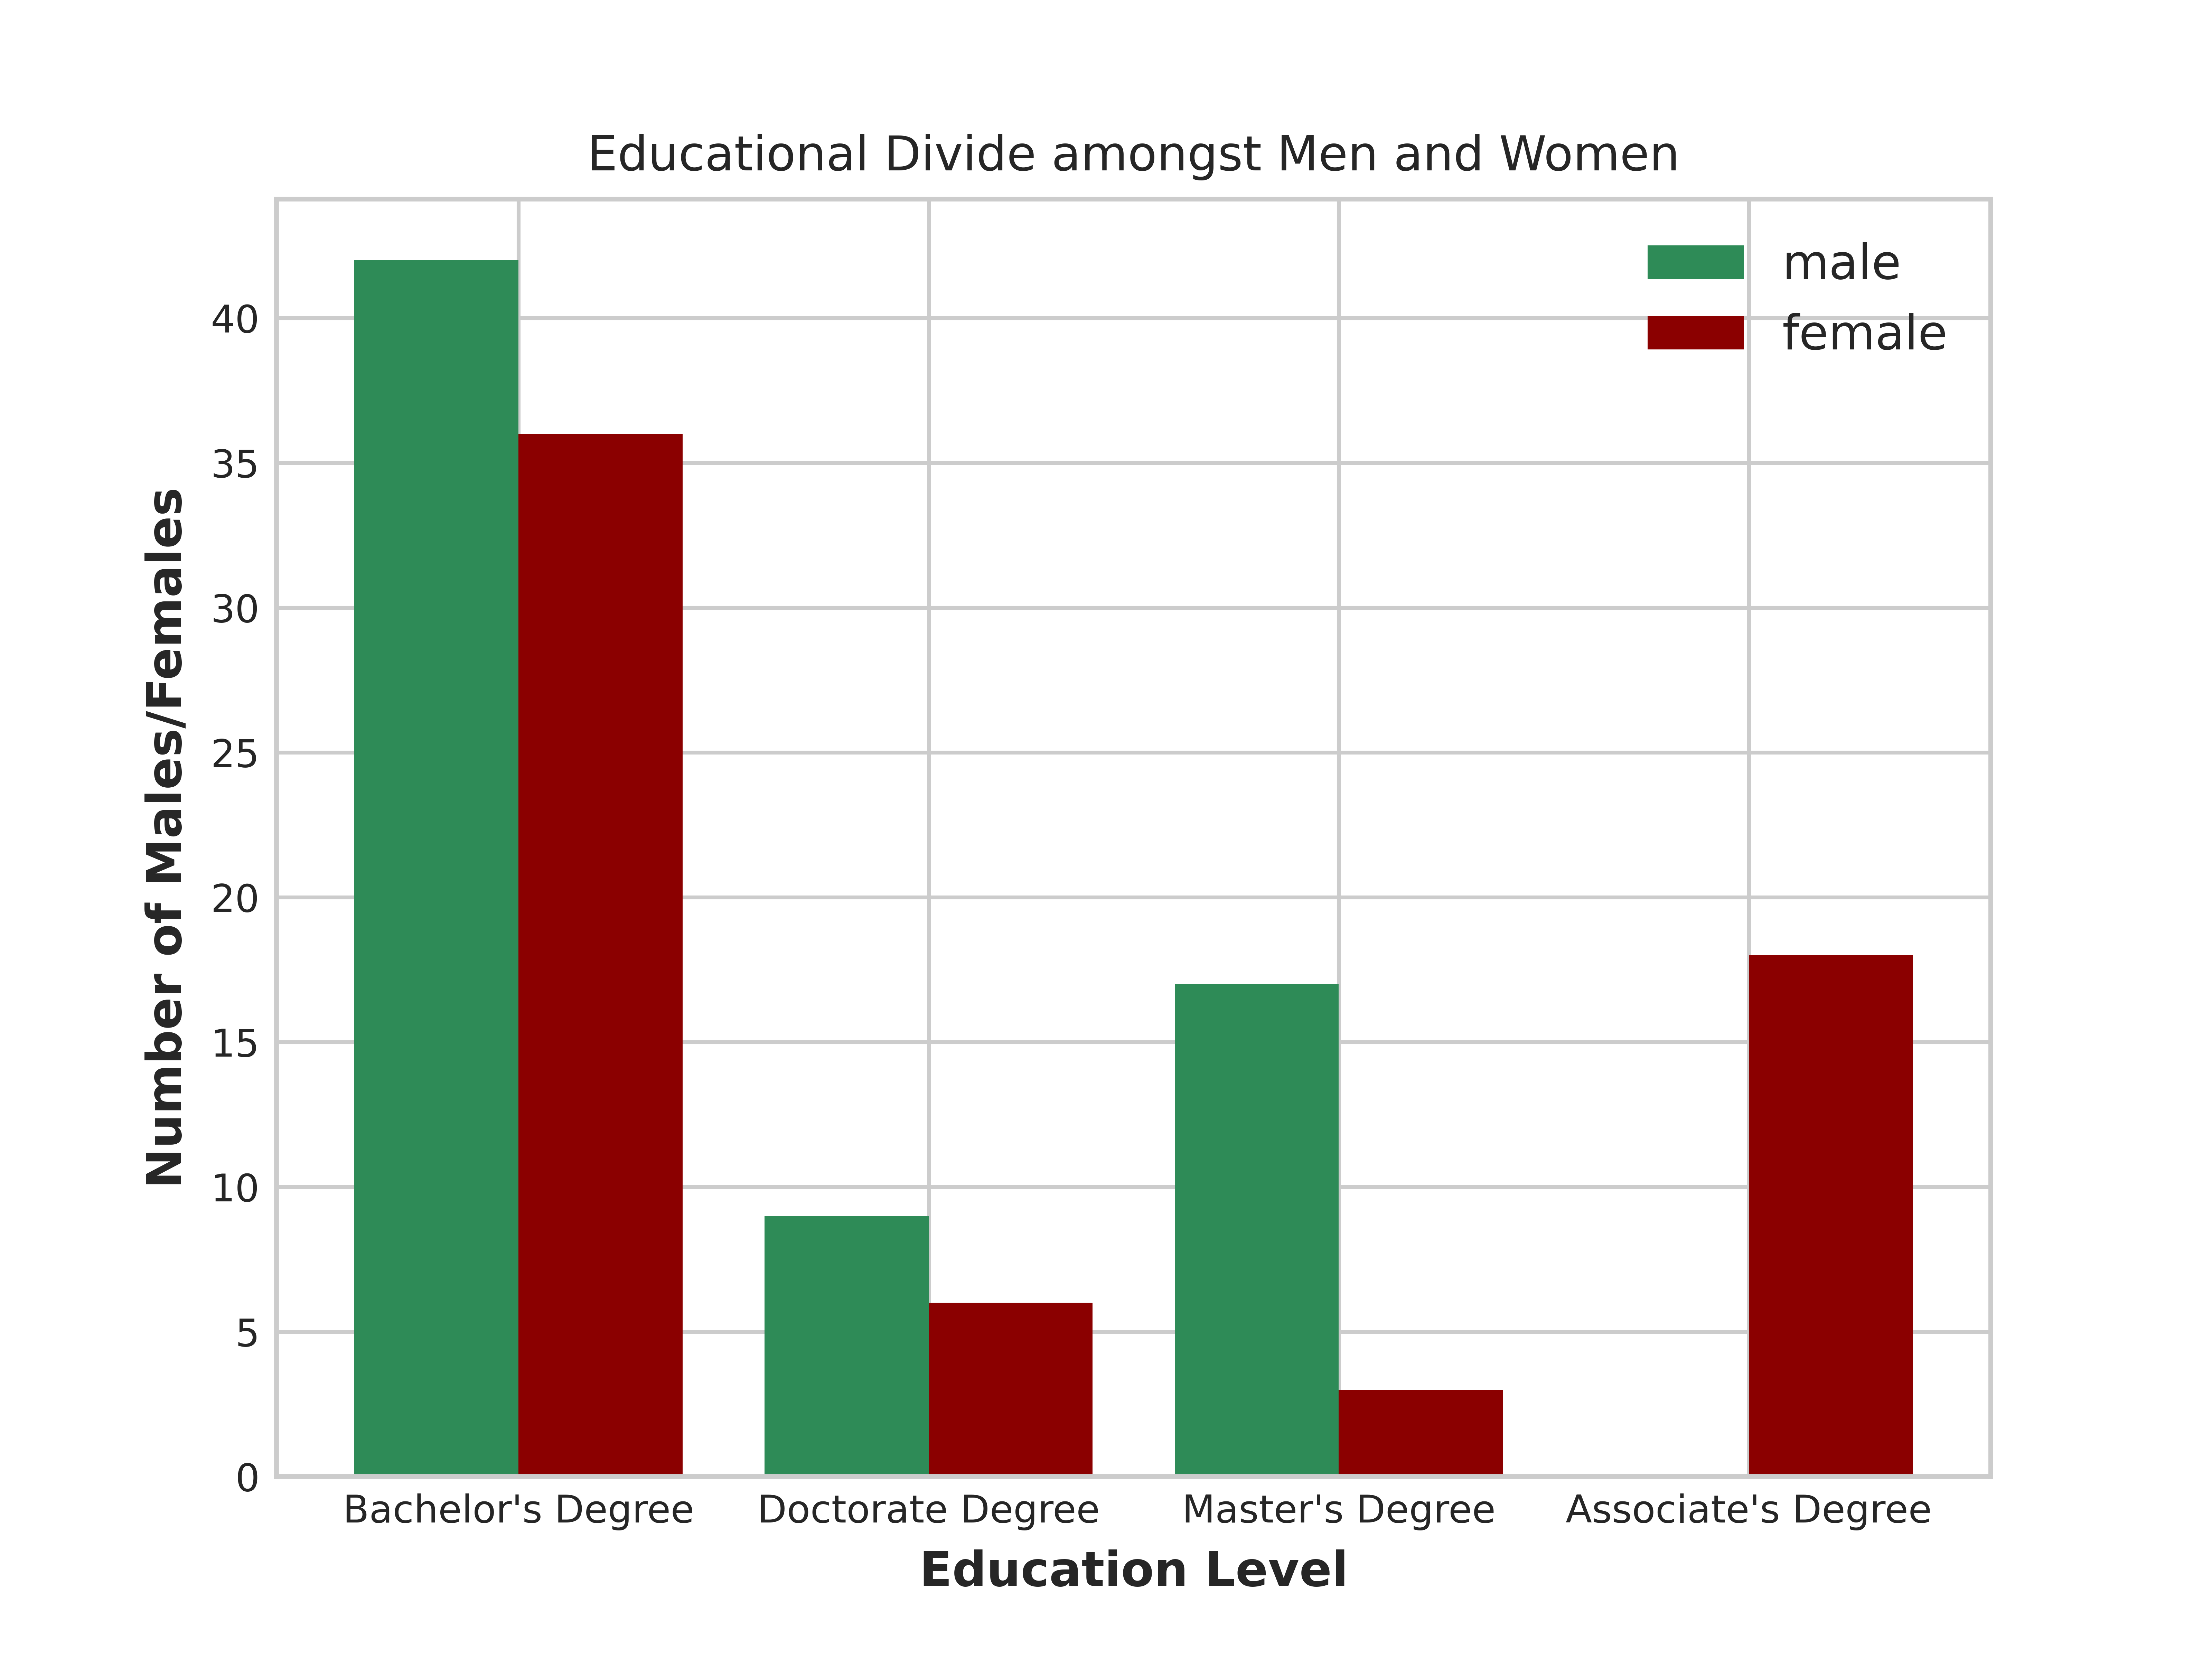 Educational Divide amongst Men and Women
male
female
40
35
30
25
20
15
10
5
0
Number of Males/Females
Bachelor's Degree Doctorate Degree Master's Degree Associate's Degree
Education Level